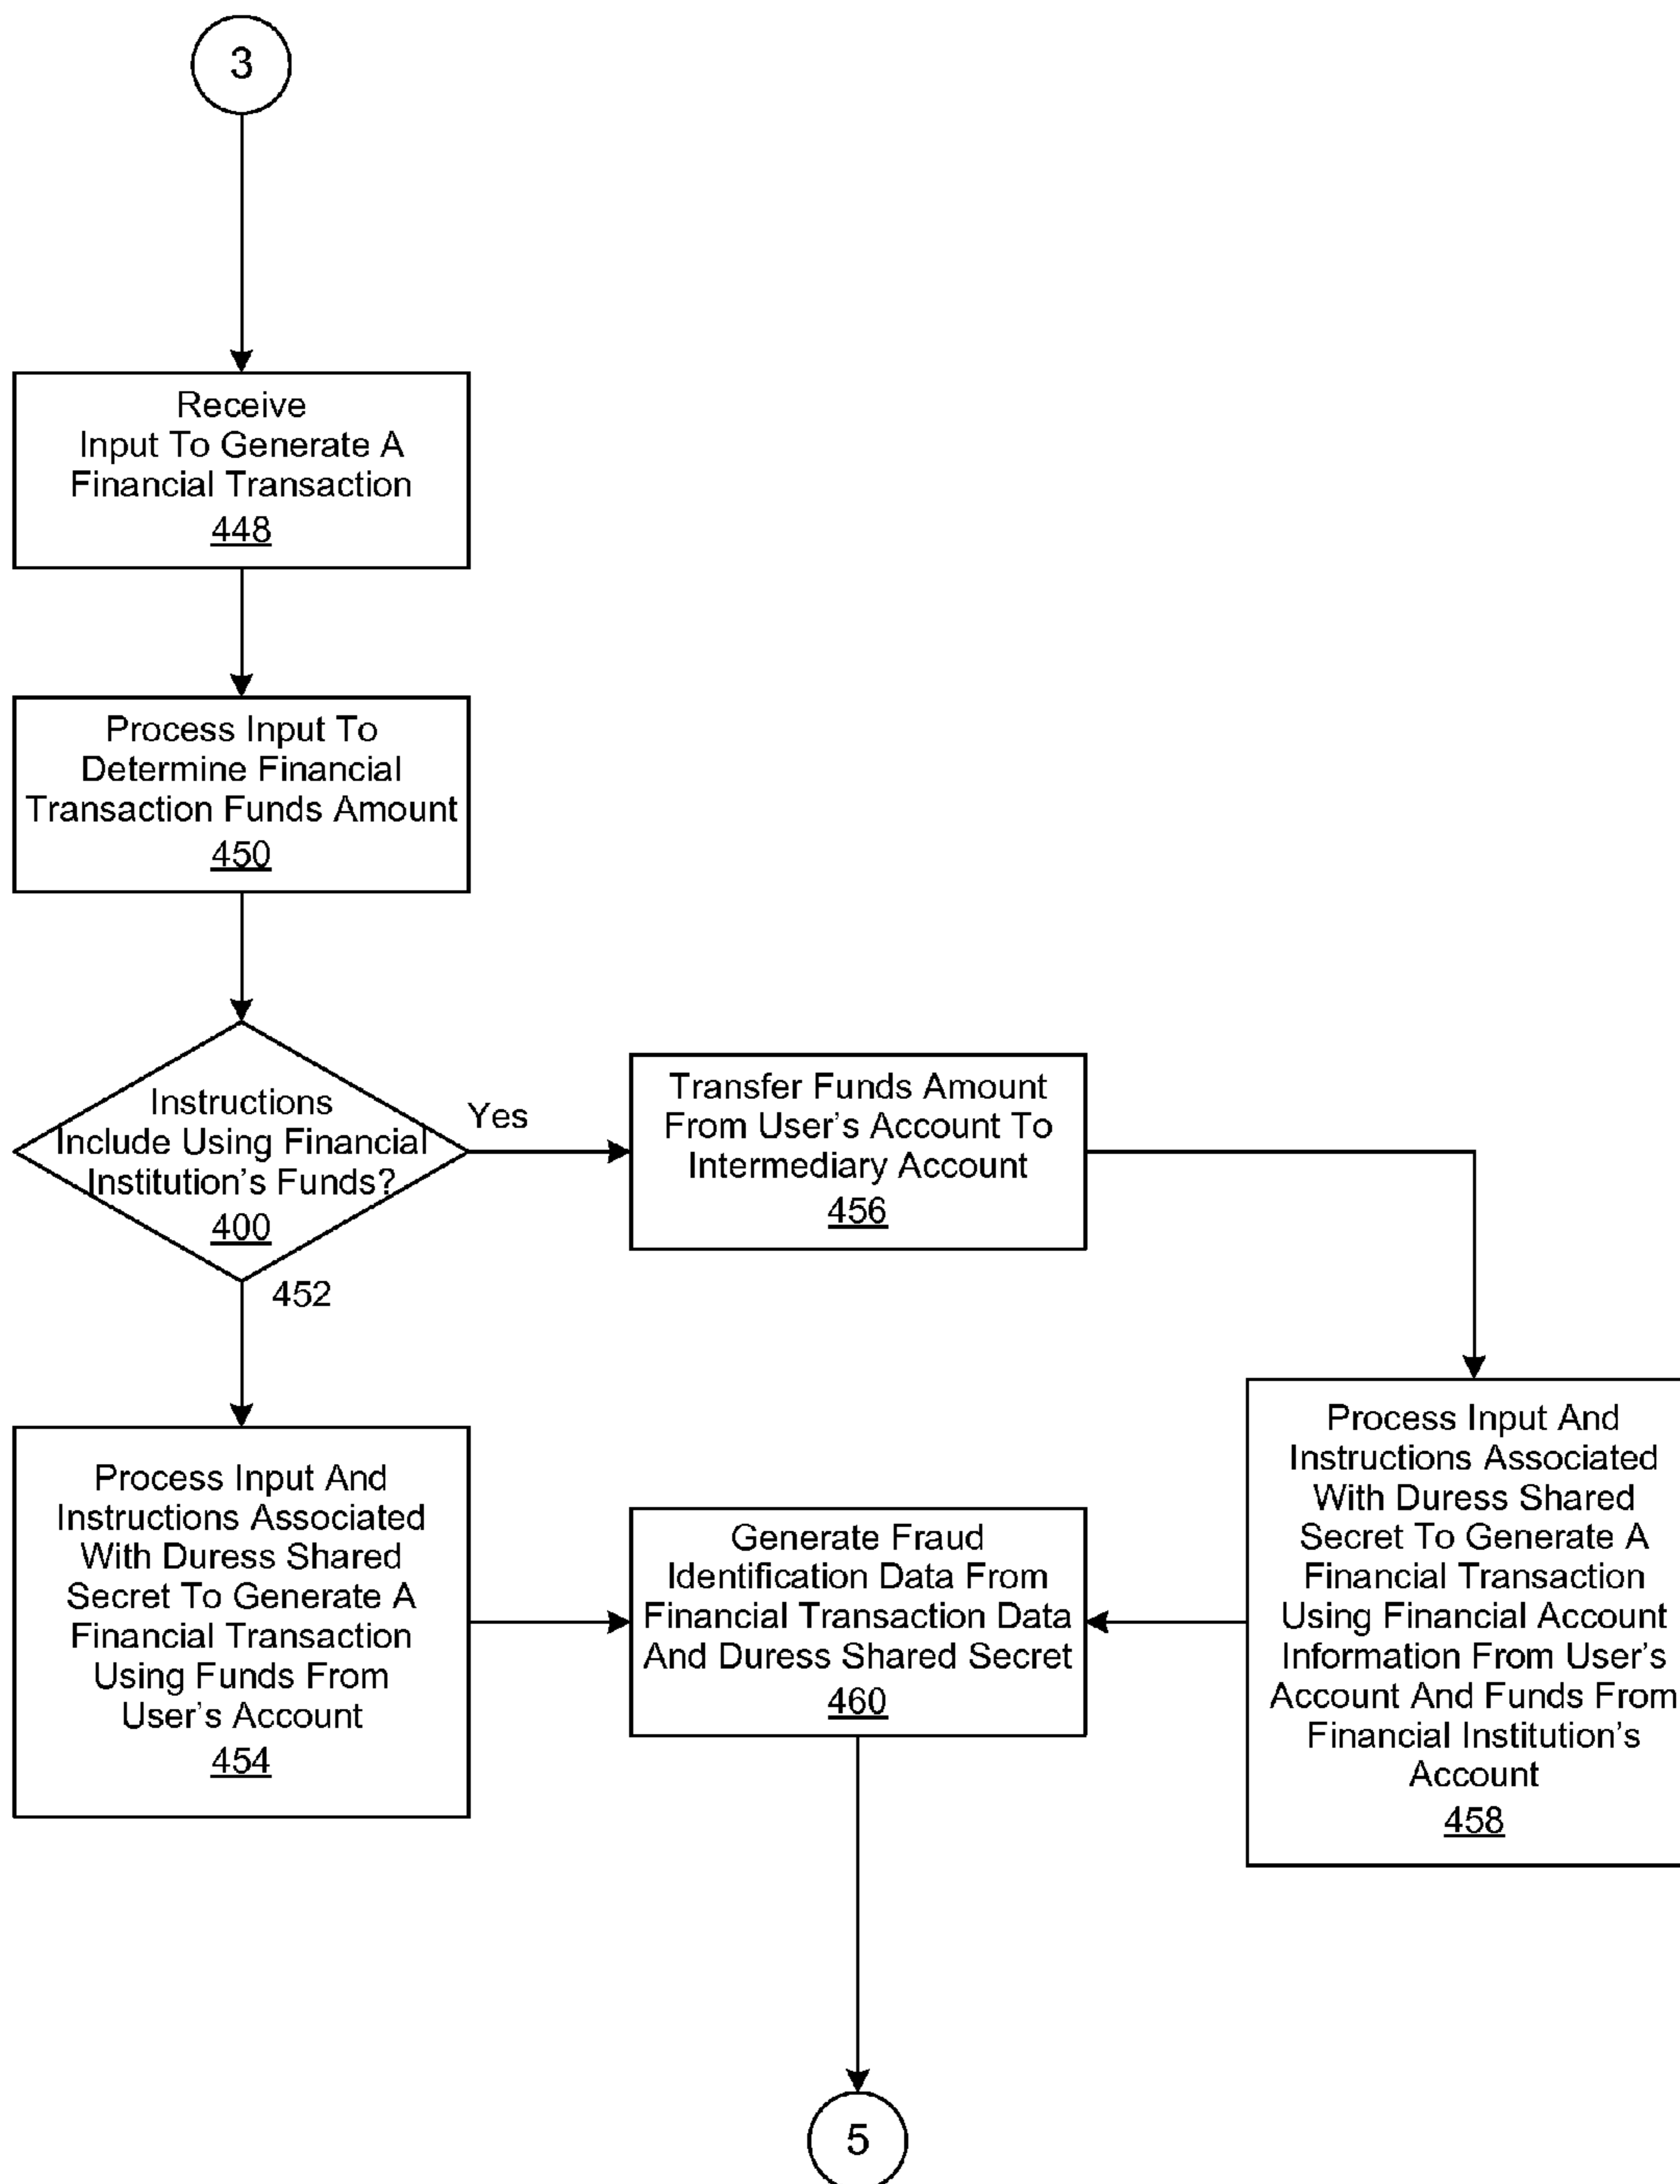 3
Receive
Input To Generate A
Financial Transaction
448
Process Input To
Determine Financial
Transaction Funds Amount
450
Instructions
Include Using Financial
Institution's Funds?
400
Yes
452
Transfer Funds Amount
From User's Account To
Intermediary Account
456
Process Input And
Instructions Associated
With Duress Shared
Secret To Generate A
Financial Transaction
Using Funds From
User's Account
454
Generate Fraud
Identification Data From
Financial Transaction Data
And Duress Shared Secret
460
Process Input And
Instructions Associated
With Duress Shared
Secret To Generate A
Financial Transaction
Using Financial Account
Information From User's
Account And Funds From
Financial Institution's
Account
458
5